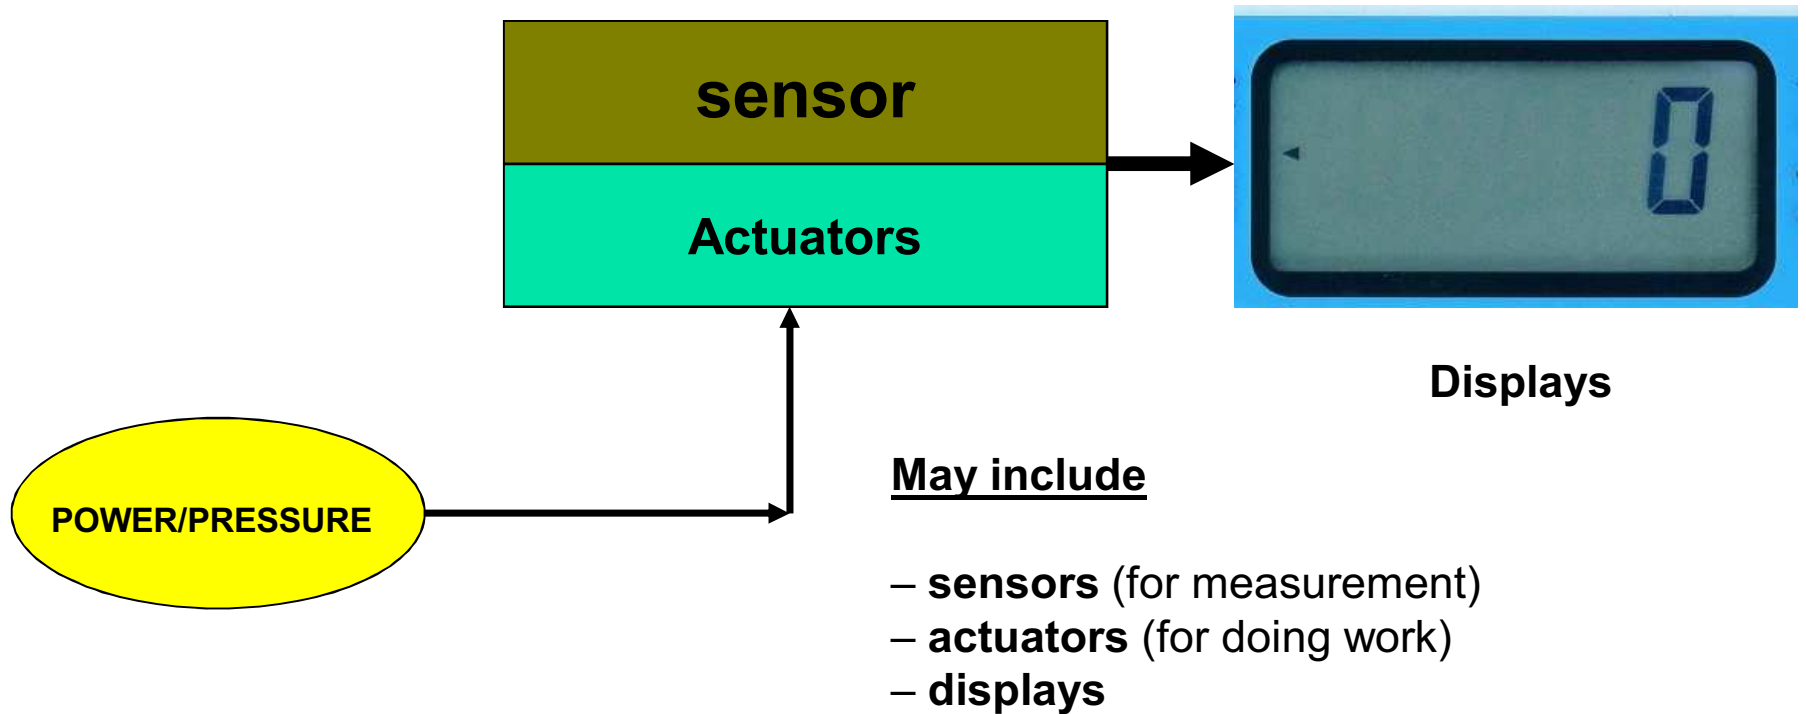 sensor
Actuators
0
Displays
POWER/PRESSURE
May include
– sensors (for measurement)
– actuators (for doing work)
– displays